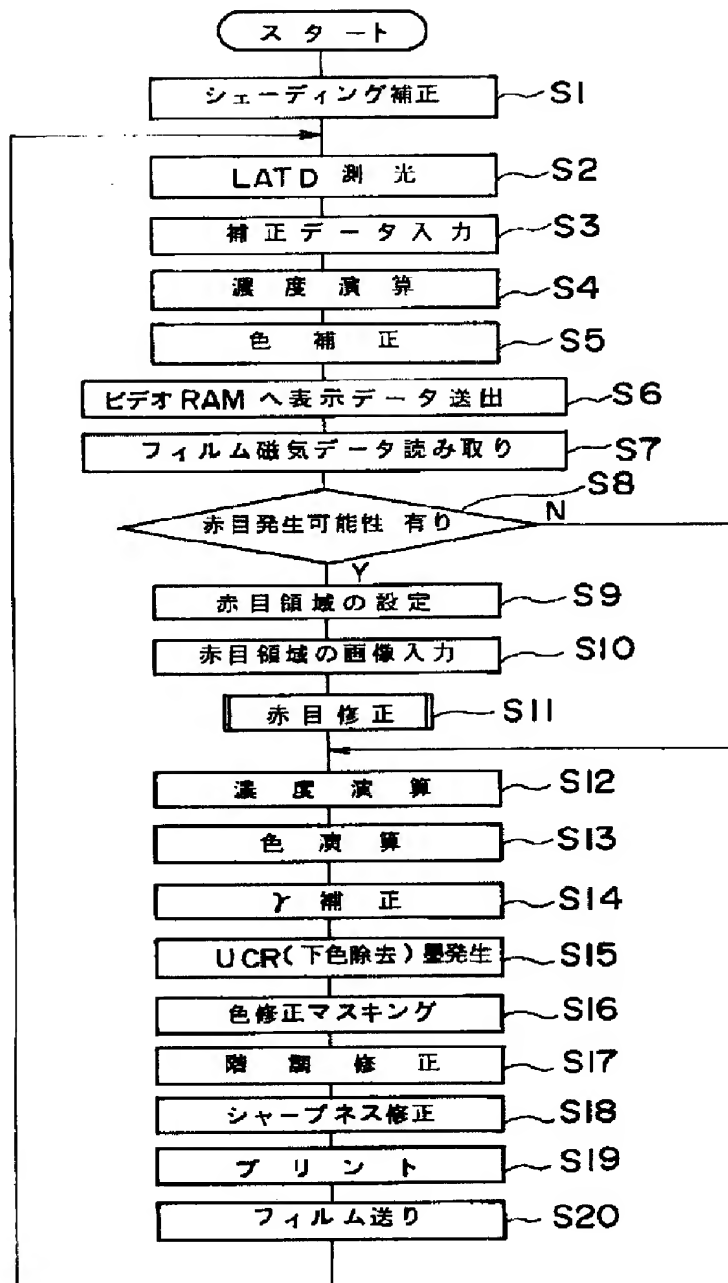 スタート
シェーディング補正 S1
LATD 測光 S2
補正データ入力 S3
濃度演算 S4
色補正 S5
ビデオRAMへ表示データ送出 S6
フィルム磁気データ読み取り S7
S8
赤目発生可能性 有り N
Y
赤目領域の設定 S9
赤目領域の画像入力 S10
赤目修正 S11
濃度演算 S12
色演算 S13
γ補正 S14
UCR(下色除去)墨発生 S15
色修正マスキング S16
階調修正 S17
シャープネス修正 S18
プリント S19
フィルム送り S20